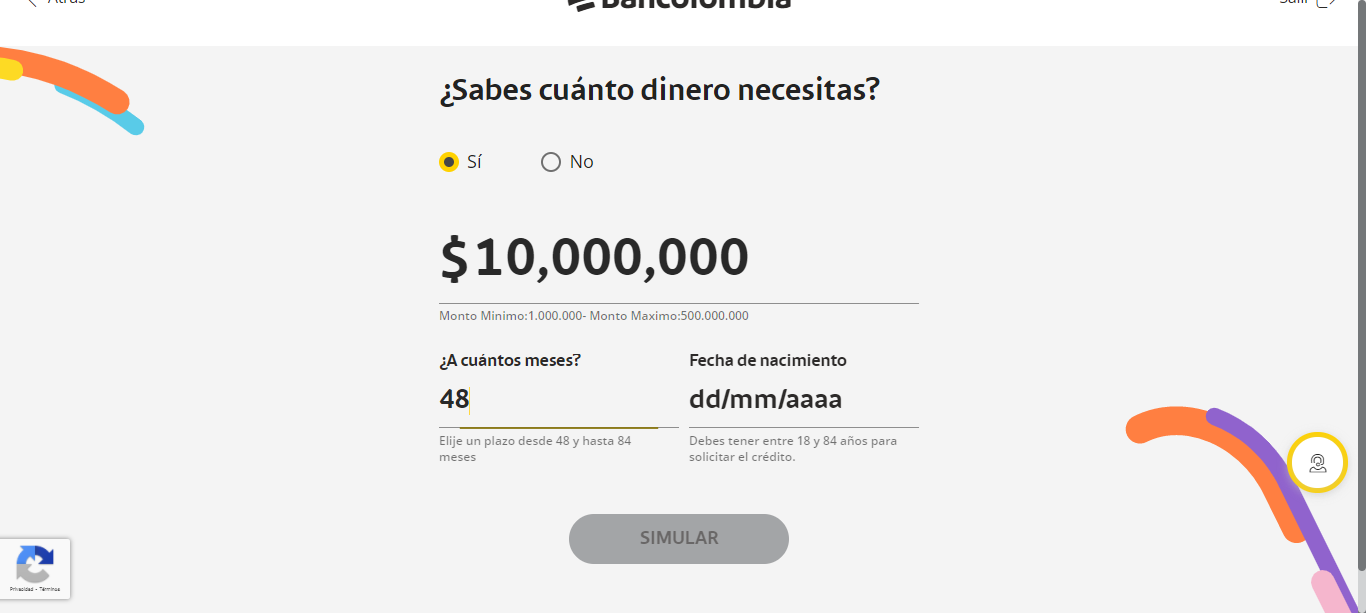 Atrás
Bancolombia
Salir
¿Sabes cuánto dinero necesitas?
Sí
No
$10,000,000
Monto Minimo:1.000.000- Monto Maximo:500.000.000
¿A cuántos meses?
Fecha de nacimiento
48
dd/mm/aaaa
Elije un plazo desde 48 y hasta 84
meses
Debes tener entre 18 y 84 años para
solicitar el crédito.
SIMULAR
Privacidad - Términos